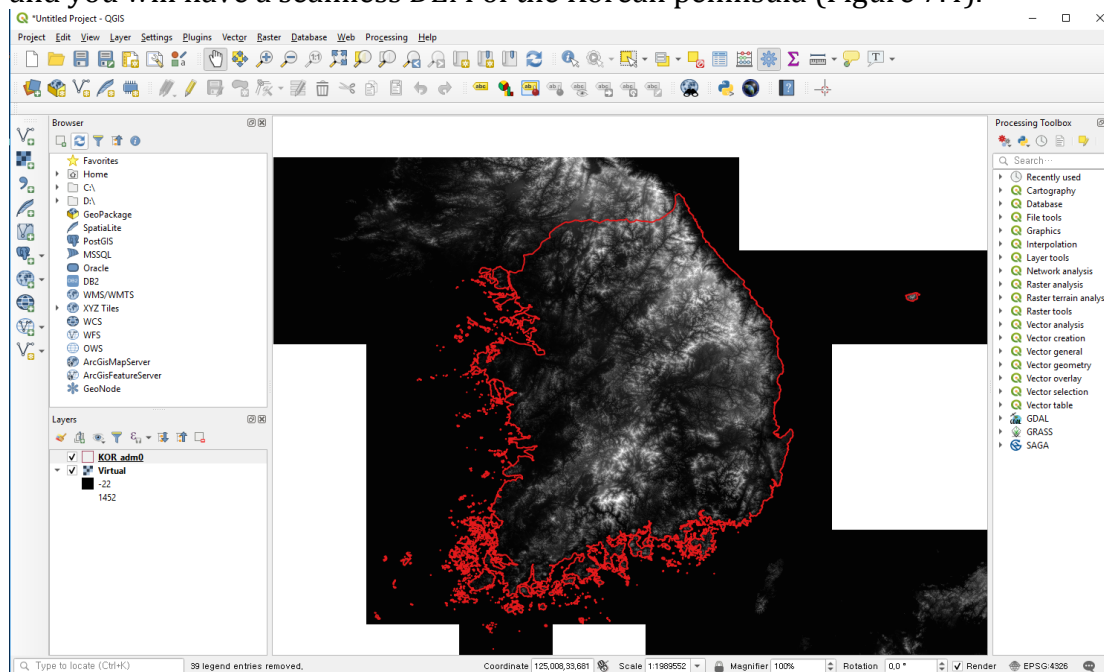 and you will have a seamless DEM of the Korean peninsula (Figure 7.4).
*Untitled Project - QGIS
Project Edit View Layer Settings Plugins Vector Raster Database Web Processing Help
abc
Browser
Favorites
Home
C:\
D:\
GeoPackage
SpatiaLite
PostGIS
MSSQL
Oracle
DB2
WMS/WMTS
XYZ Tiles
WCS
WFS
OWS
ArcGisMapServer
ArcGisFeatureServer
GeoNode
Layers
KOR_adm0
Virtual
-22
1452
Processing Toolbox
Search…
Recently used
Cartography
Database
File tools
Graphics
Interpolation
Layer tools
Network analysis
Raster analysis
Raster terrain analys
Raster tools
Vector analysis
Vector creation
Vector general
Vector geometry
Vector overlay
Vector selection
Vector table
GDAL
GRASS
SAGA
Type to locate (Ctrl+K) 39 legend entries removed. Coordinate 125,008,33,681 Scale 1:1989552 Magnifier 100% Rotation 0,0 ° Render EPSG:4326